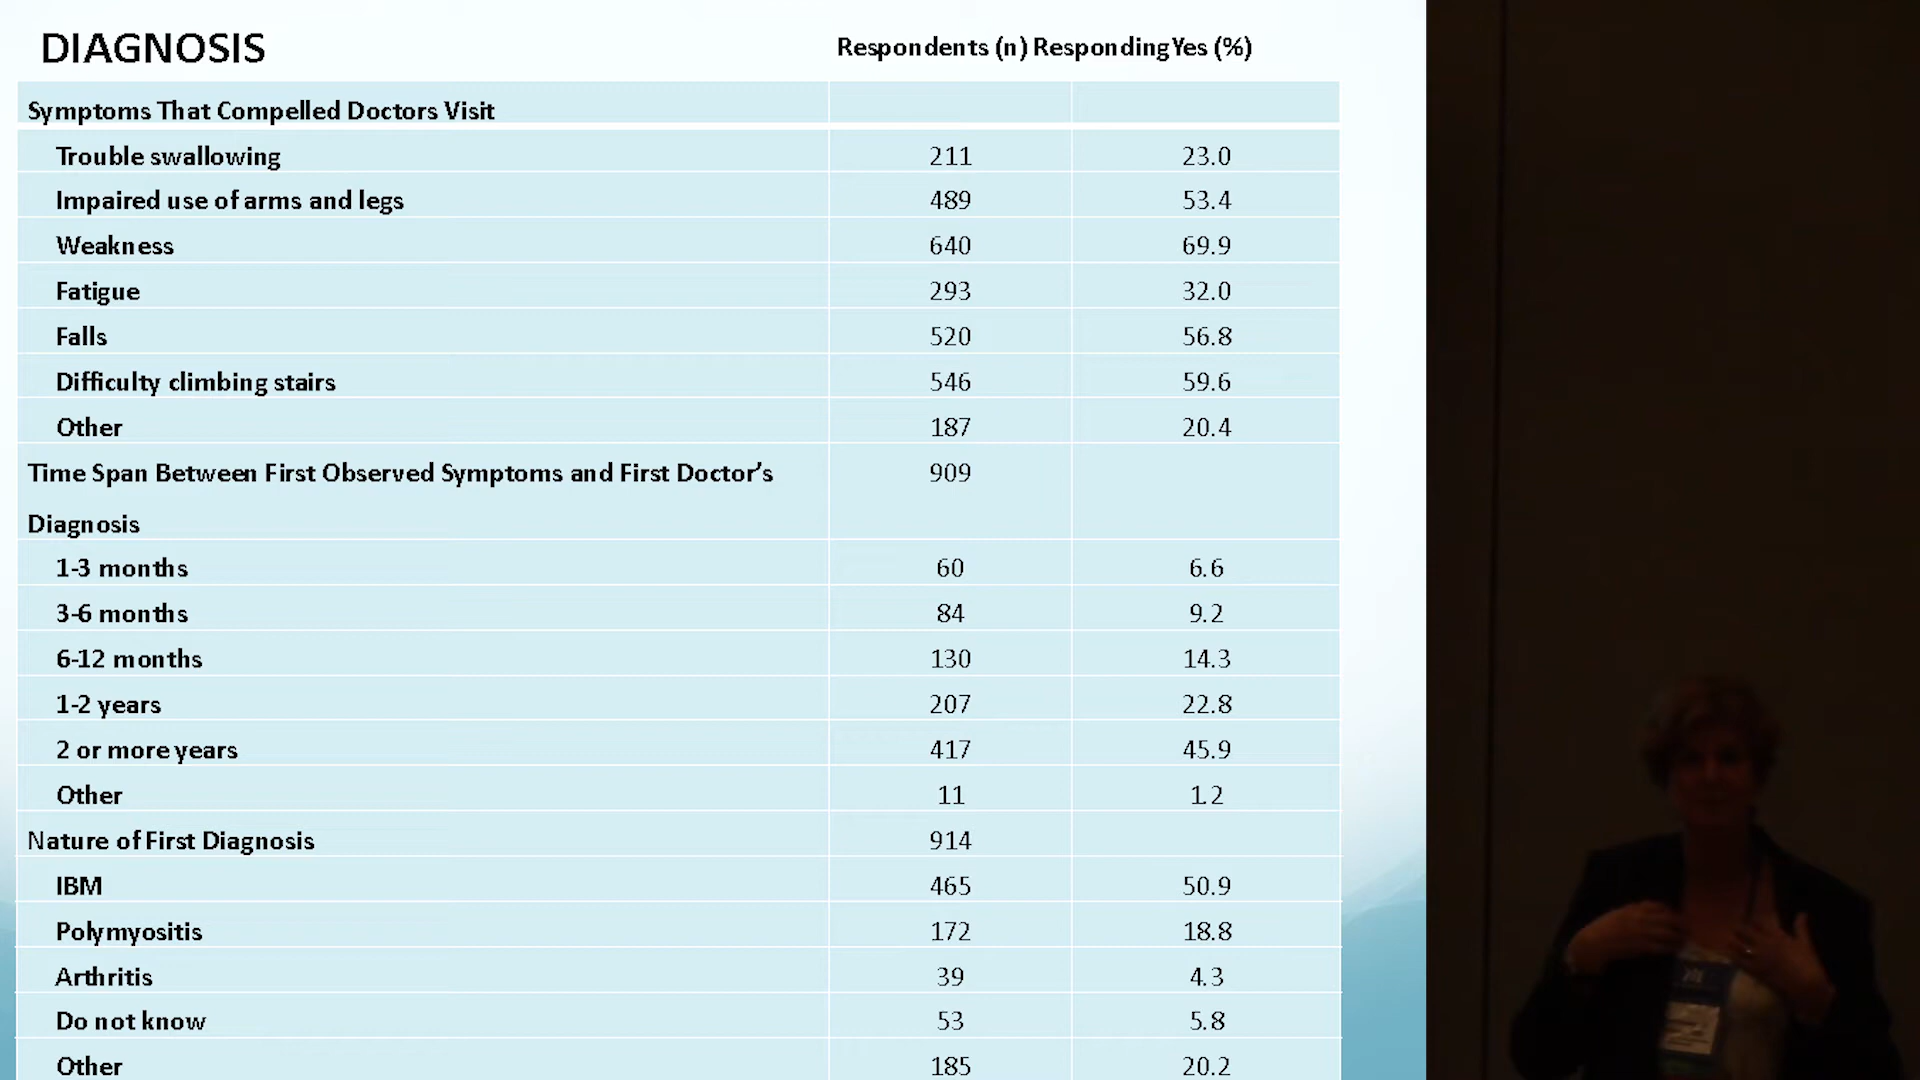 DIAGNOSIS Respondents (n) Responding Yes (%)
Symptoms That Compelled Doctors Visit
Trouble swallowing 211 23.0
Impaired use of arms and legs 489 53.4
Weakness 640 69.9
Fatigue 293 32.0
Falls 520 56.8
Difficulty climbing stairs 546 59.6
Other 187 20.4
Time Span Between First Observed Symptoms and First Doctor’s 909
Diagnosis
1-3 months 60 6.6
3-6 months 84 9.2
6-12 months 130 14.3
1-2 years 207 22.8
2 or more years 417 45.9
Other 11 1.2
Nature of First Diagnosis 914
IBM 465 50.9
Polymyositis 172 18.8
Arthritis 39 4.3
Do not know 53 5.8
Other 185 20.2